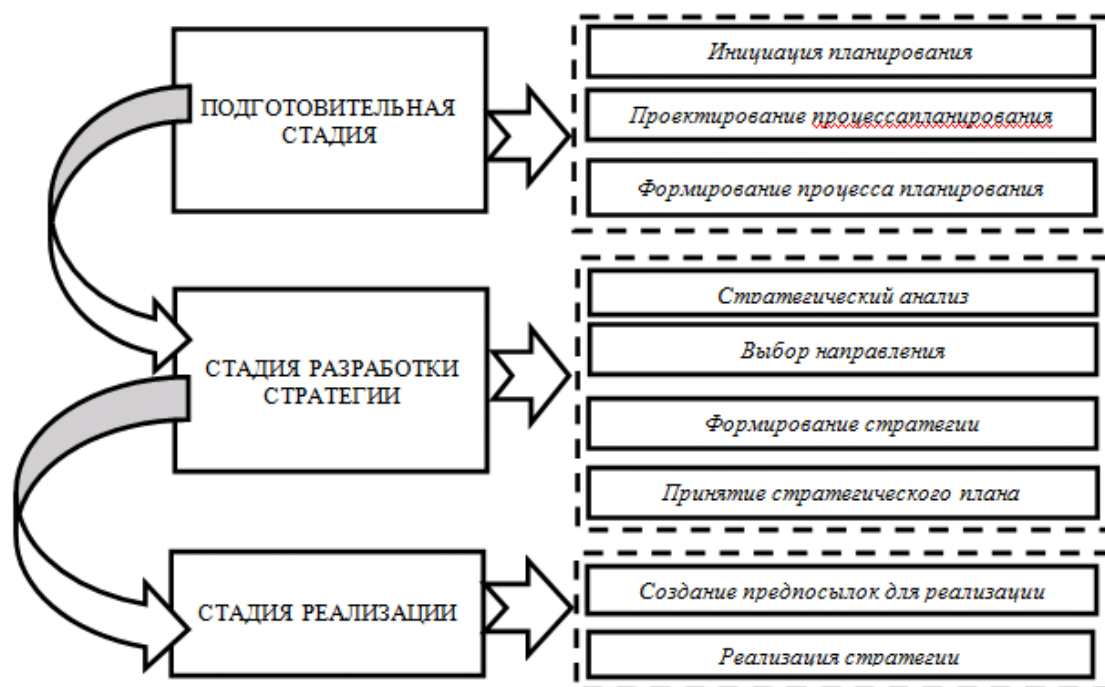 ПОДГОТОВИТЕЛЬНАЯ
СТАДИЯ
Инициация планирования
Проектирование процессапланирования
Формирование процесса планирования
СТАДИЯ РАЗРАБОТКИ
СТРАТЕГИИ
Стратегический анализ
Выбор направления
Формирование стратегии
Принятие стратегического плана
СТАДИЯ РЕАЛИЗАЦИИ
Создание предпосылок для реализации
Реализация стратегии